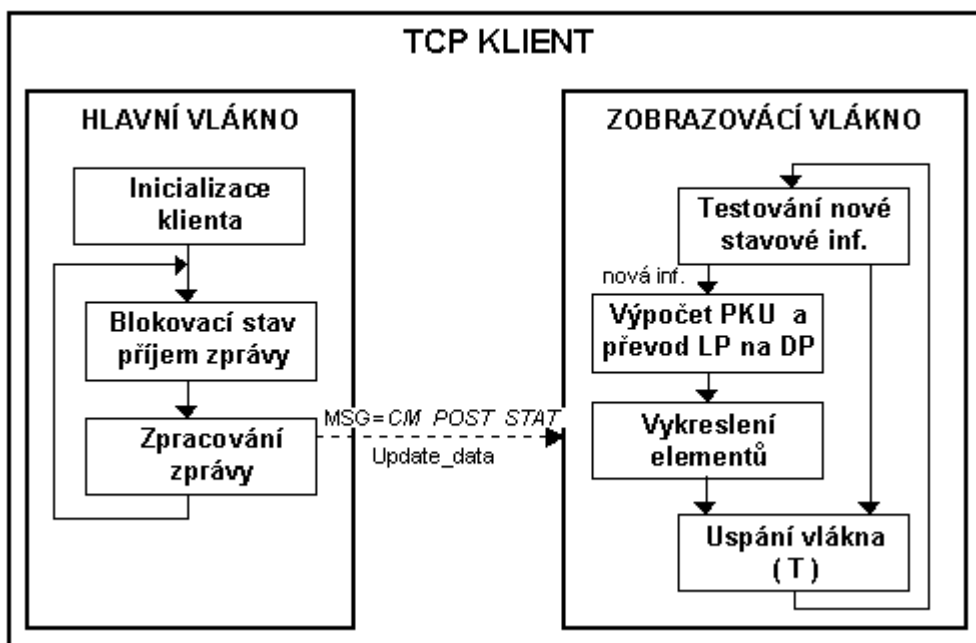 TCP KLIENT
HLAVNÍ VLÁKNO
Inicializace
klienta
Blokovací stav
příjem zprávy
Zpracování
zprávy
MSG=CM_POST_STAT
Update_data
ZOBRAZOVÁCÍ VLÁKNO
Testování nové
stavové inf.
nová inf.
Výpočet PKU a
převod LP na DP
Vykreslení
elementů
Uspání vlákna
( T )